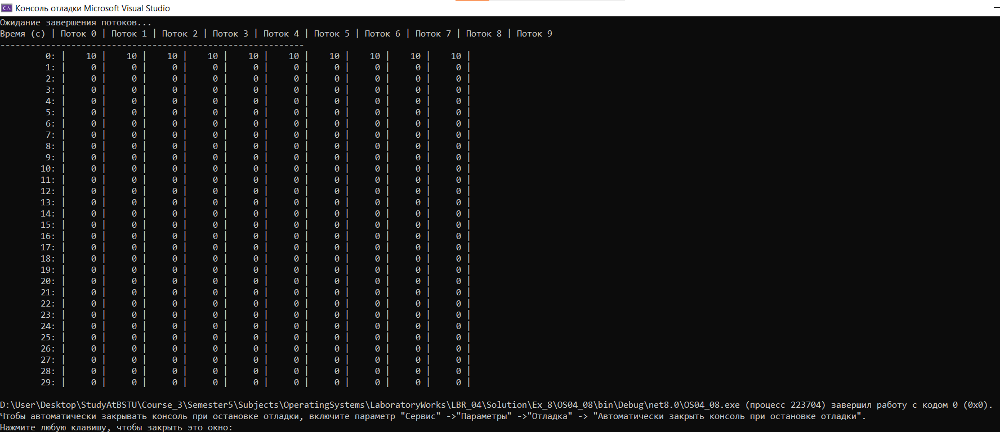 Консоль отладки Microsoft Visual Studio
Ожидание завершения потоков...
Время (с) | Поток 0 | Поток 1 | Поток 2 | Поток 3 | Поток 4 | Поток 5 | Поток 6 | Поток 7 | Поток 8 | Поток 9
------------------------------------------------------------
0: | 10 | 10 | 10 | 10 | 10 | 10 | 10 | 10 | 10 | 10 |
1: | 0 | 0 | 0 | 0 | 0 | 0 | 0 | 0 | 0 | 0 |
2: | 0 | 0 | 0 | 0 | 0 | 0 | 0 | 0 | 0 | 0 |
3: | 0 | 0 | 0 | 0 | 0 | 0 | 0 | 0 | 0 | 0 |
4: | 0 | 0 | 0 | 0 | 0 | 0 | 0 | 0 | 0 | 0 |
5: | 0 | 0 | 0 | 0 | 0 | 0 | 0 | 0 | 0 | 0 |
6: | 0 | 0 | 0 | 0 | 0 | 0 | 0 | 0 | 0 | 0 |
7: | 0 | 0 | 0 | 0 | 0 | 0 | 0 | 0 | 0 | 0 |
8: | 0 | 0 | 0 | 0 | 0 | 0 | 0 | 0 | 0 | 0 |
9: | 0 | 0 | 0 | 0 | 0 | 0 | 0 | 0 | 0 | 0 |
10: | 0 | 0 | 0 | 0 | 0 | 0 | 0 | 0 | 0 | 0 |
11: | 0 | 0 | 0 | 0 | 0 | 0 | 0 | 0 | 0 | 0 |
12: | 0 | 0 | 0 | 0 | 0 | 0 | 0 | 0 | 0 | 0 |
13: | 0 | 0 | 0 | 0 | 0 | 0 | 0 | 0 | 0 | 0 |
14: | 0 | 0 | 0 | 0 | 0 | 0 | 0 | 0 | 0 | 0 |
15: | 0 | 0 | 0 | 0 | 0 | 0 | 0 | 0 | 0 | 0 |
16: | 0 | 0 | 0 | 0 | 0 | 0 | 0 | 0 | 0 | 0 |
17: | 0 | 0 | 0 | 0 | 0 | 0 | 0 | 0 | 0 | 0 |
18: | 0 | 0 | 0 | 0 | 0 | 0 | 0 | 0 | 0 | 0 |
19: | 0 | 0 | 0 | 0 | 0 | 0 | 0 | 0 | 0 | 0 |
20: | 0 | 0 | 0 | 0 | 0 | 0 | 0 | 0 | 0 | 0 |
21: | 0 | 0 | 0 | 0 | 0 | 0 | 0 | 0 | 0 | 0 |
22: | 0 | 0 | 0 | 0 | 0 | 0 | 0 | 0 | 0 | 0 |
23: | 0 | 0 | 0 | 0 | 0 | 0 | 0 | 0 | 0 | 0 |
24: | 0 | 0 | 0 | 0 | 0 | 0 | 0 | 0 | 0 | 0 |
25: | 0 | 0 | 0 | 0 | 0 | 0 | 0 | 0 | 0 | 0 |
26: | 0 | 0 | 0 | 0 | 0 | 0 | 0 | 0 | 0 | 0 |
27: | 0 | 0 | 0 | 0 | 0 | 0 | 0 | 0 | 0 | 0 |
28: | 0 | 0 | 0 | 0 | 0 | 0 | 0 | 0 | 0 | 0 |
29: | 0 | 0 | 0 | 0 | 0 | 0 | 0 | 0 | 0 | 0 |
D:\User\Desktop\StudyAtBSTU\Course_3\Semester5\Subjects\OperatingSystems\LaboratoryWorks\LBR_04\Solution\Ex_8\OS04_08\bin\Debug\net8.0\OS04_08.exe (процесс 223704) завершил работу с кодом 0 (0x0).
Чтобы автоматически закрывать консоль при остановке отладки, включите параметр "Сервис" ->"Параметры" ->"Отладка" -> "Автоматически закрыть консоль при остановке отладки".
Нажмите любую клавишу, чтобы закрыть это окно: